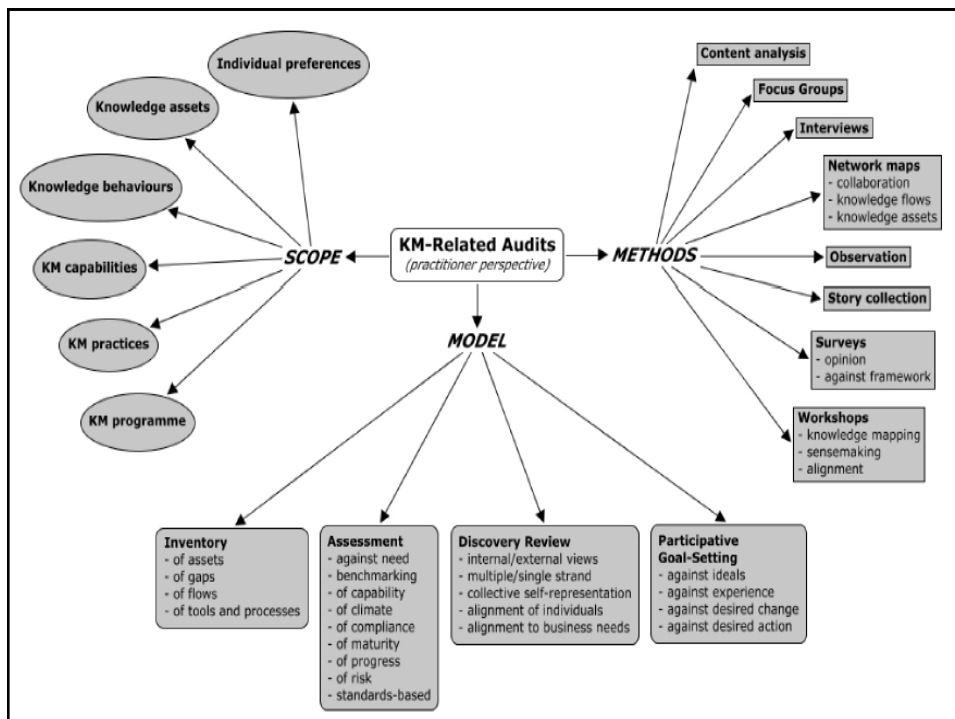 KM-Related Audits
(practitioner perspective)
SCOPE
Individual preferences
Knowledge assets
Knowledge behaviours
KM capabilities
KM practices
KM programme
METHODS
Content analysis
Focus Groups
Interviews
Network maps
- collaboration
- knowledge flows
- knowledge assets
Observation
Story collection
Surveys
- opinion
- against framework
Workshops
- knowledge mapping
- sensemaking
- alignment
MODEL
Inventory
- of assets
- of gaps
- of flows
- of tools and processes
Assessment
- against need
- benchmarking
- of capability
- of climate
- of compliance
- of maturity
- of progress
- of risk
- standards-based
Discovery Review
- internal/external views
- multiple/single strand
- collective self-representation
- alignment of individuals
- alignment to business needs
Participative
Goal-Setting
- against ideals
- against experience
- against desired change
- against desired action